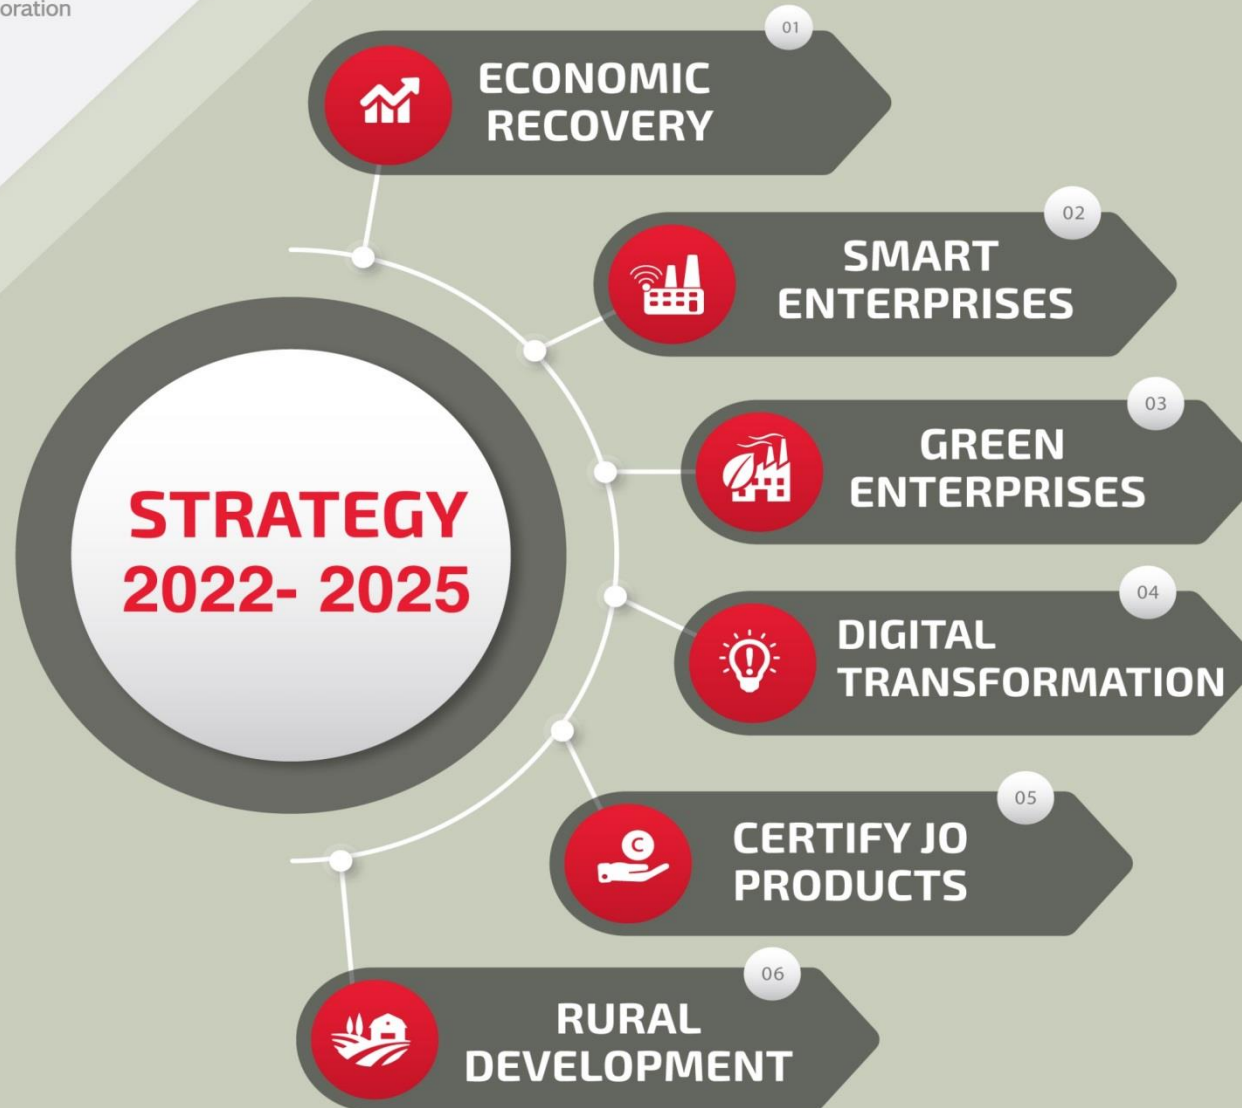 oration
01
ECONOMIC
RECOVERY
02
SMART
ENTERPRISES
03
GREEN
ENTERPRISES
04
DIGITAL
TRANSFORMATION
STRATEGY
2022- 2025
05
CERTIFY JO
PRODUCTS
C
06
RURAL
DEVELOPMENT